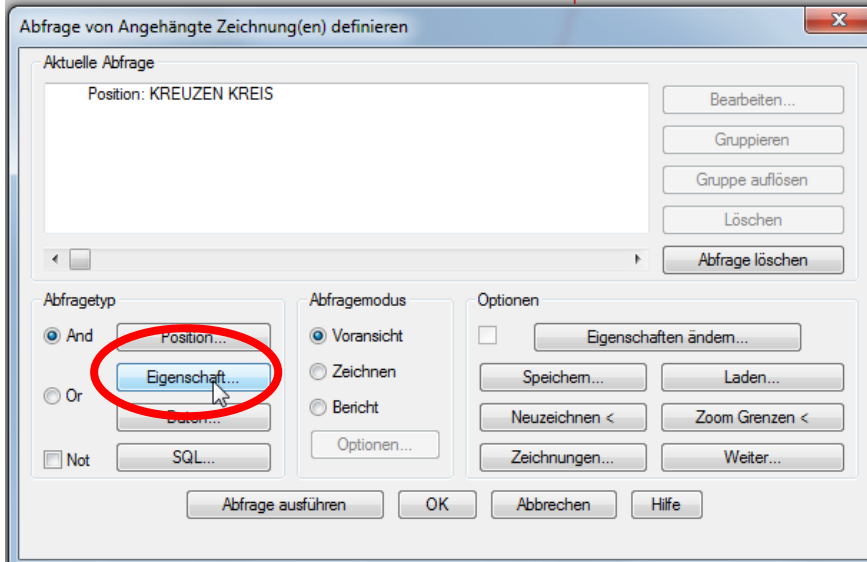 Abfrage von Angehängte Zeichnung(en) definieren
Aktuelle Abfrage
Position: KREUZEN KREIS
Bearbeiten...
Gruppieren
Gruppe auflösen
Löschen
Abfrage löschen
Abfragetyp
And
Position...
Eigenschaft...
Or
Daten...
Not
SQL...
Abfragemodus
Voransicht
Zeichnen
Bericht
Optionen...
Optionen
Eigenschaften ändern...
Speichern...
Laden...
Neuzeichnen <
Zoom Grenzen <
Zeichnungen...
Weiter...
Abfrage ausführen
OK
Abbrechen
Hilfe